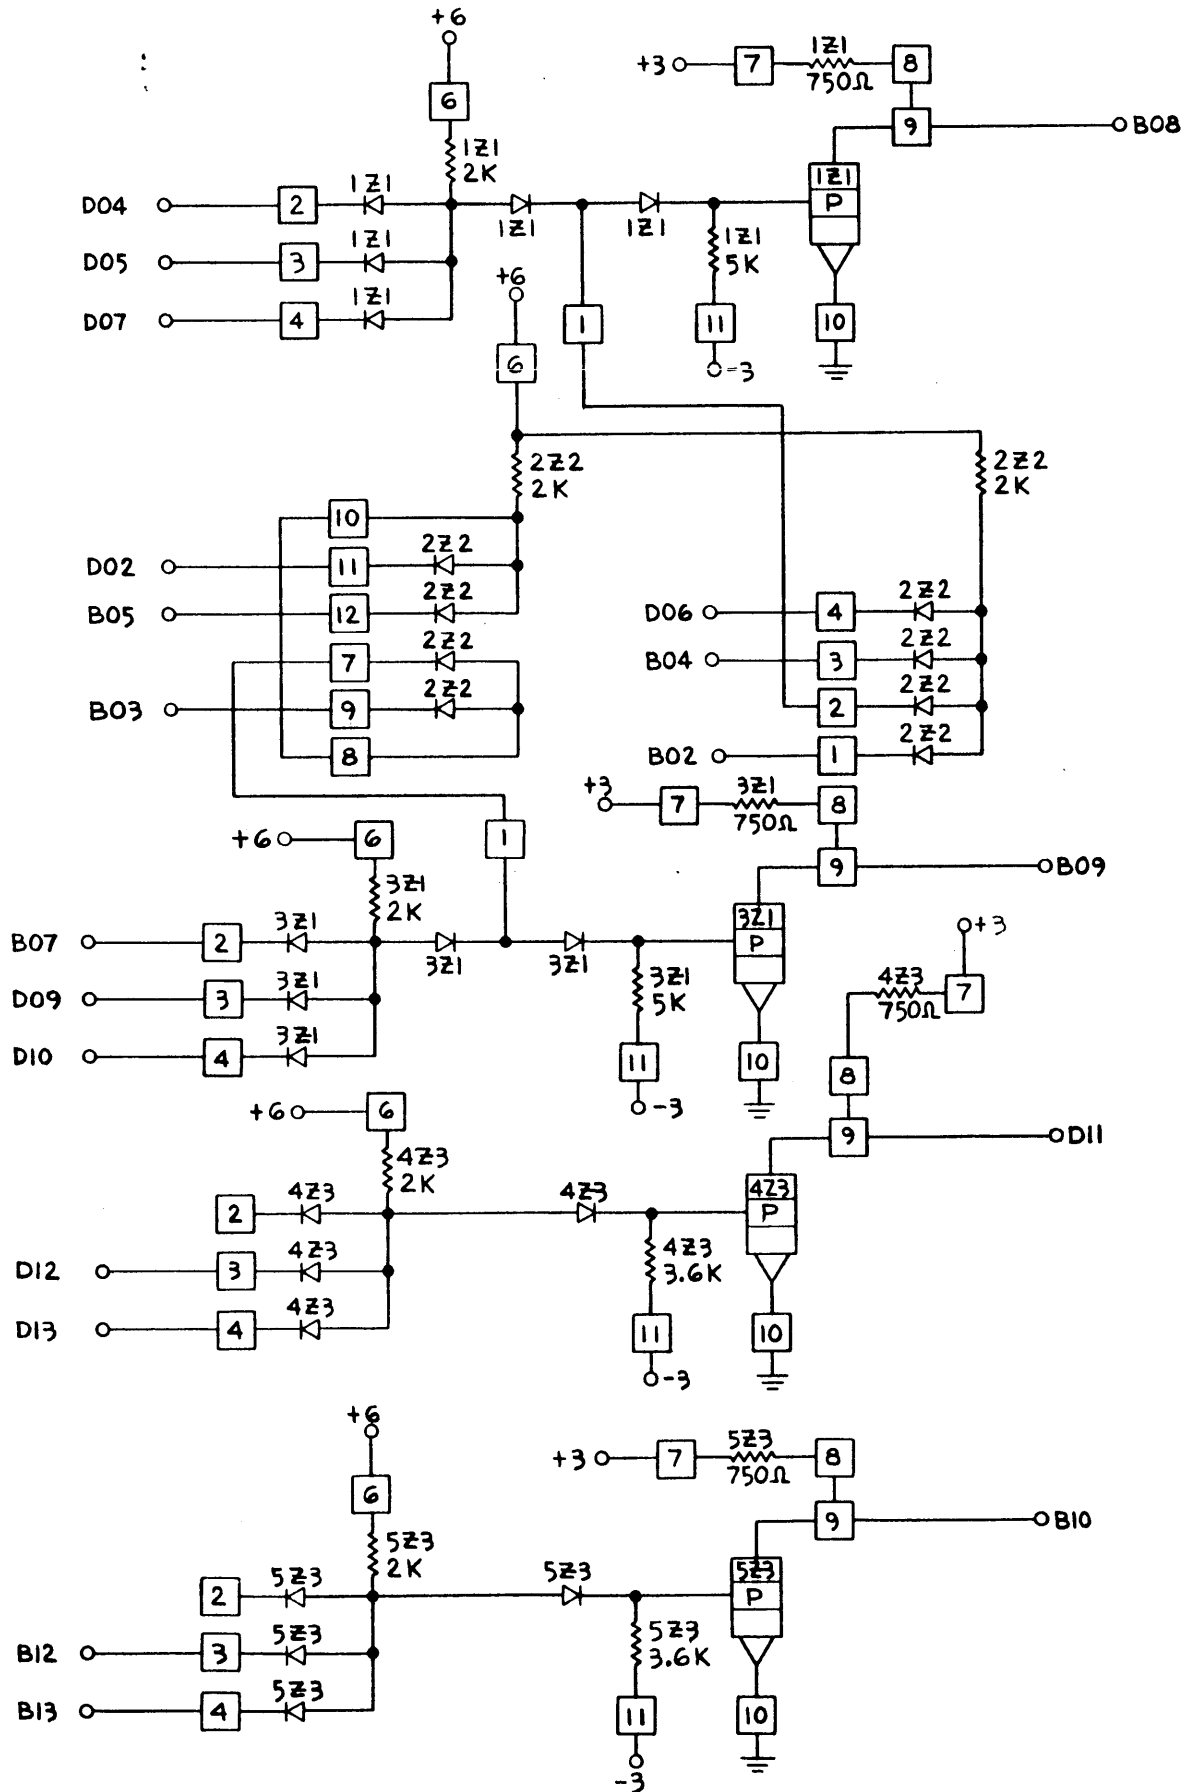 +6
+3
7
1Z1
750Ω
8
6
9
B08
1Z1
2K
1Z1
P
D04
2
1Z1
1Z1
1Z1
1Z1
5K
D05
3
1Z1
+6
D07
4
1Z1
1
11
10
6
-3
2Z2
2K
2Z2
2K
10
D02
11
2Z2
B05
12
2Z2
D06
4
2Z2
7
2Z2
B04
3
2Z2
B03
9
2Z2
2
2Z2
8
B02
1
2Z2
+3
7
3Z1
750Ω
8
+6
6
1
9
B09
3Z1
2K
3Z1
P
+3
B07
2
3Z1
3Z1
3Z1
3Z1
5K
4Z3
750Ω
7
D09
3
3Z1
D10
4
3Z1
11
10
8
-3
+6
6
9
D11
4Z3
2K
4Z3
P
2
4Z3
4Z3
D12
3
4Z3
4Z3
3.6K
D13
4
4Z3
11
10
-3
+6
+3
7
5Z3
750Ω
8
6
9
B10
5Z3
2K
5Z3
P
2
5Z3
5Z3
B12
3
5Z3
5Z3
3.6K
B13
4
5Z3
11
10
-3